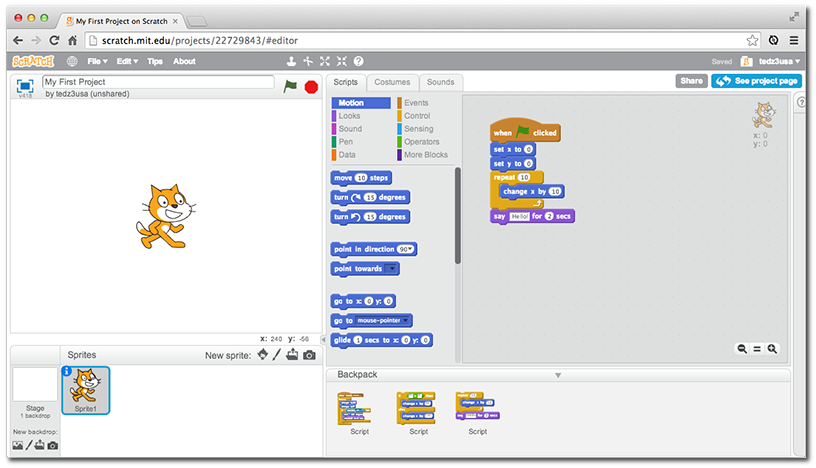 My First Project on Scratch
scratch.mit.edu/projects/22729843/#editor
SCRATCH File Edit Tips About Saved tedz3usa
v418 My First Project
by tedz3usa (unshared)
Scripts Costumes Sounds
Share See project page
Motion Events
Looks Control
Sound Sensing
Pen Operators
Data More Blocks
move 10 steps
turn 15 degrees
turn 15 degrees
point in direction 90
point towards
go to x: 0 y: 0
go to mouse-pointer
glide 1 secs to x: 0 y: 0
when clicked
set x to 0
set y to 0
repeat 10
change x by 10
say Hello! for 2 secs
x: 0
y: 0
x: 240 y: -56
Sprites New sprite:
Stage
1 backdrop
New backdrop:
Sprite1
Backpack
Script Script Script